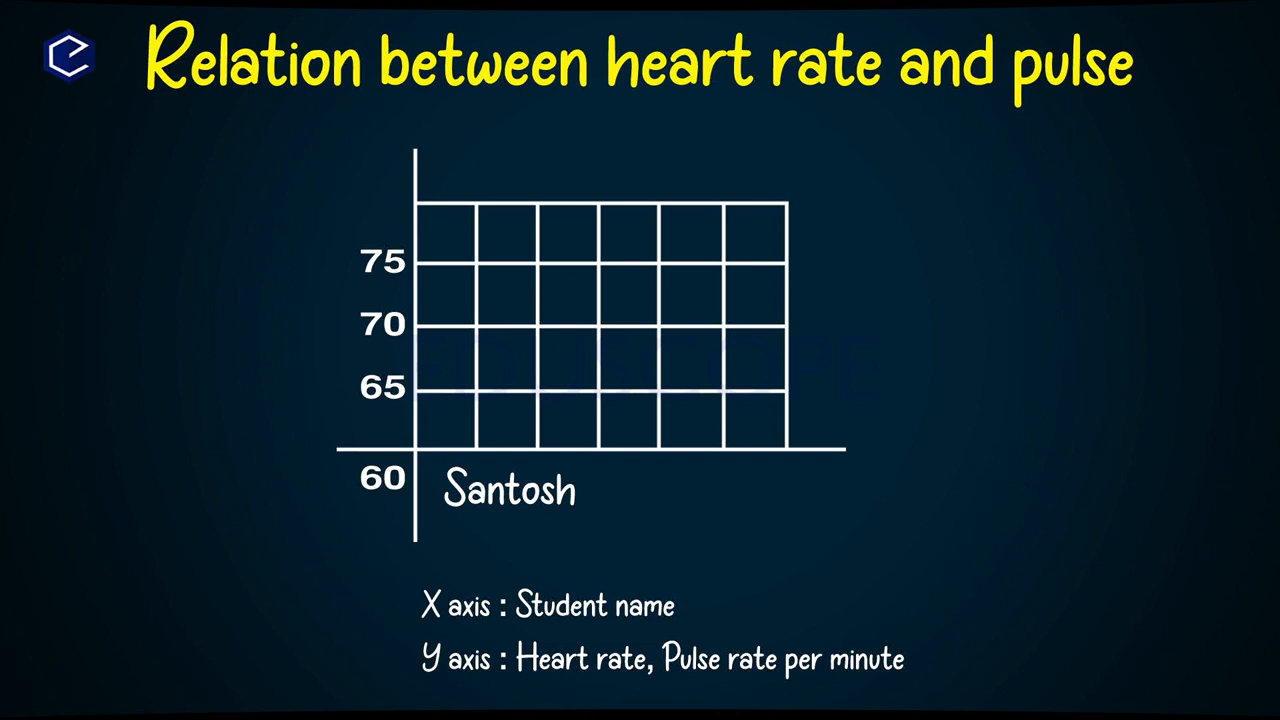 Relation between heart rate and pulse
75
70
65
60
Santosh
X axis : Student name
Y axis : Heart rate, Pulse rate per minute